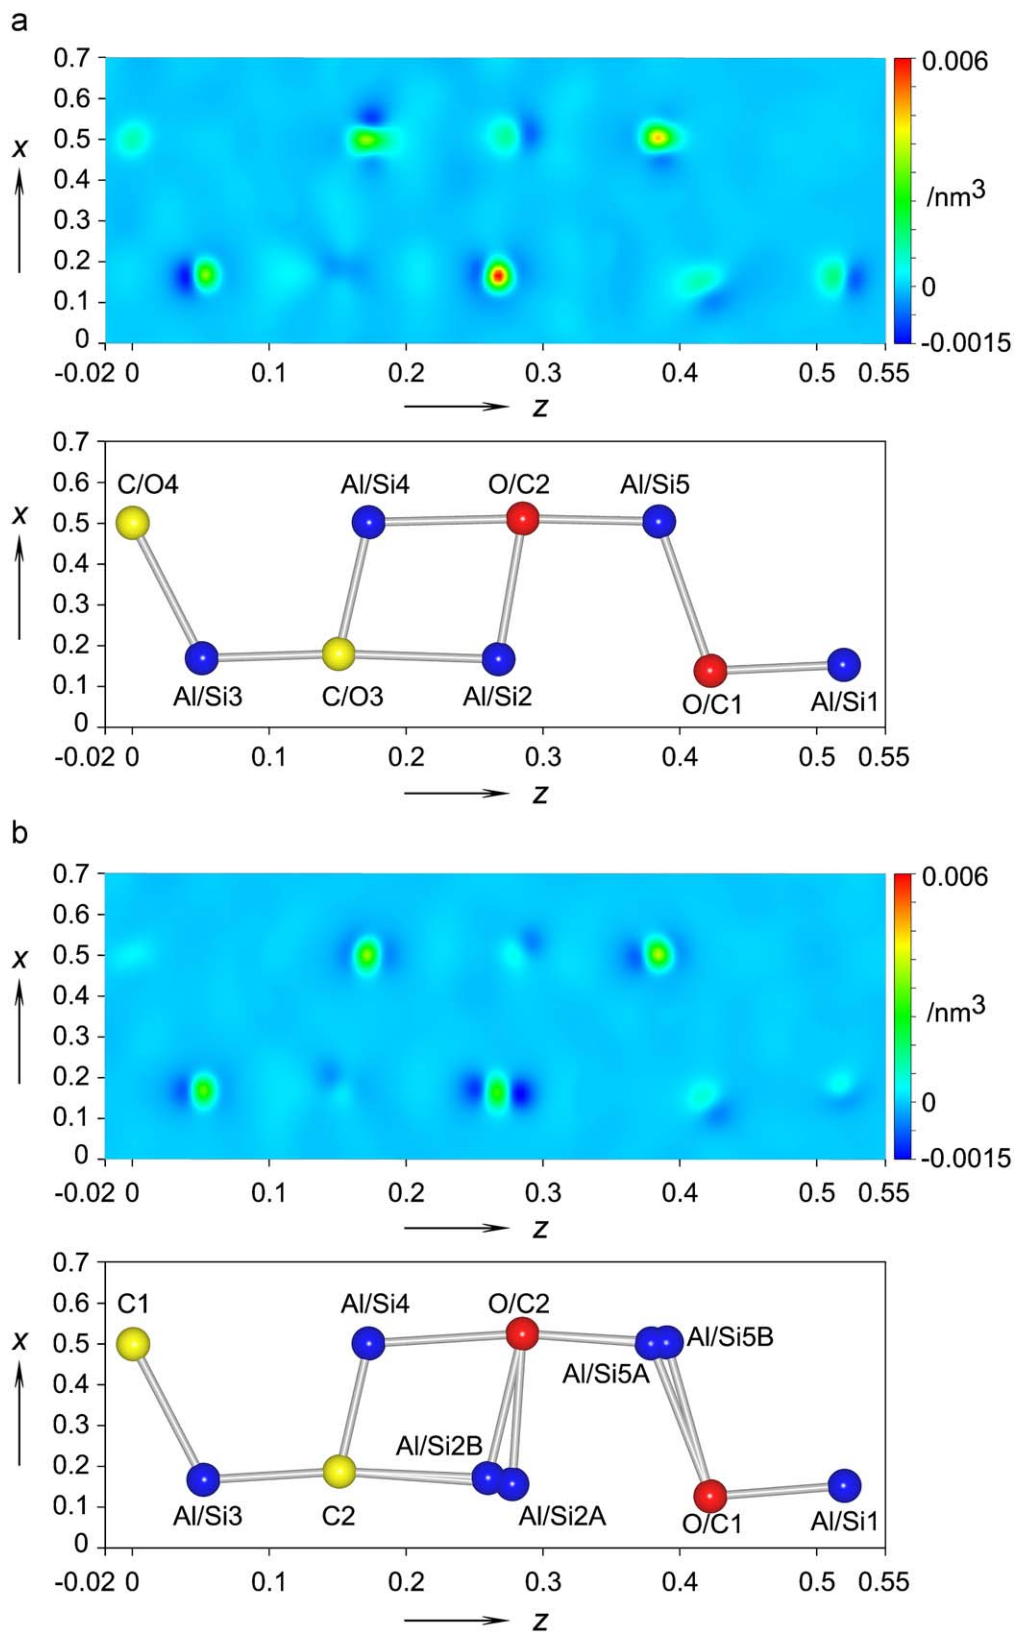 a
0.7
0.6
0.5
0.4
0.3
0.2
0.1
0
x
-0.02 0 0.1 0.2 0.3 0.4 0.5 0.55
z
0.006
/nm3
0
-0.0015
0.7
0.6
0.5
0.4
0.3
0.2
0.1
0
x
C/O4 Al/Si4 O/C2 Al/Si5
Al/Si3 C/O3 Al/Si2 O/C1 Al/Si1
-0.02 0 0.1 0.2 0.3 0.4 0.5 0.55
z
b
0.7
0.6
0.5
0.4
0.3
0.2
0.1
0
x
-0.02 0 0.1 0.2 0.3 0.4 0.5 0.55
z
0.006
/nm3
0
-0.0015
0.7
0.6
0.5
0.4
0.3
0.2
0.1
0
x
C1 Al/Si4 O/C2
Al/Si5B
Al/Si5A
Al/Si2B
Al/Si3 C2 Al/Si2A O/C1 Al/Si1
-0.02 0 0.1 0.2 0.3 0.4 0.5 0.55
z